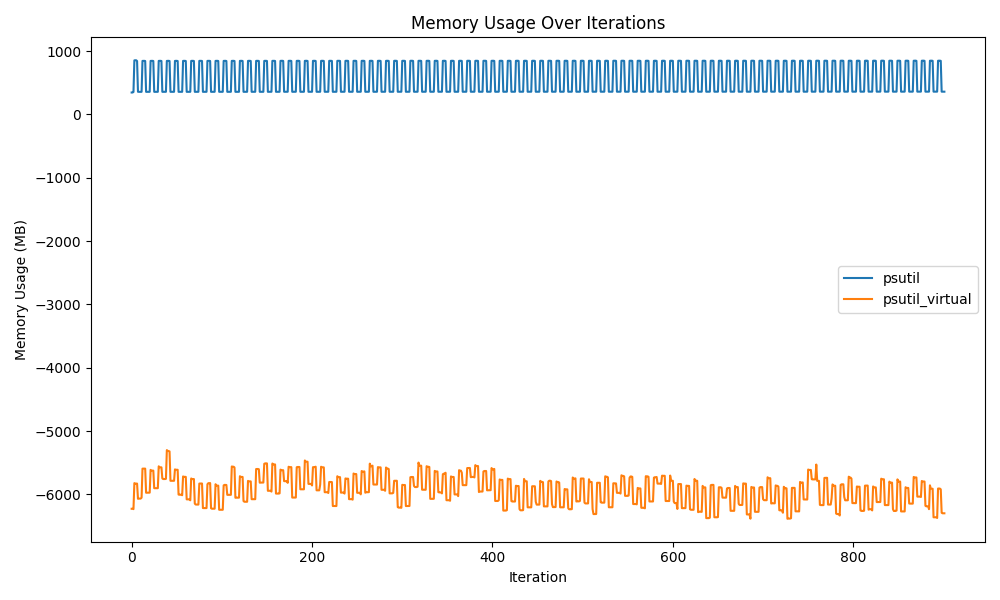 Memory Usage Over Iterations
Memory Usage (MB)
1000
0
−1000
−2000
−3000
−4000
−5000
−6000
psutil
psutil_virtual
0
200
400
600
800
Iteration